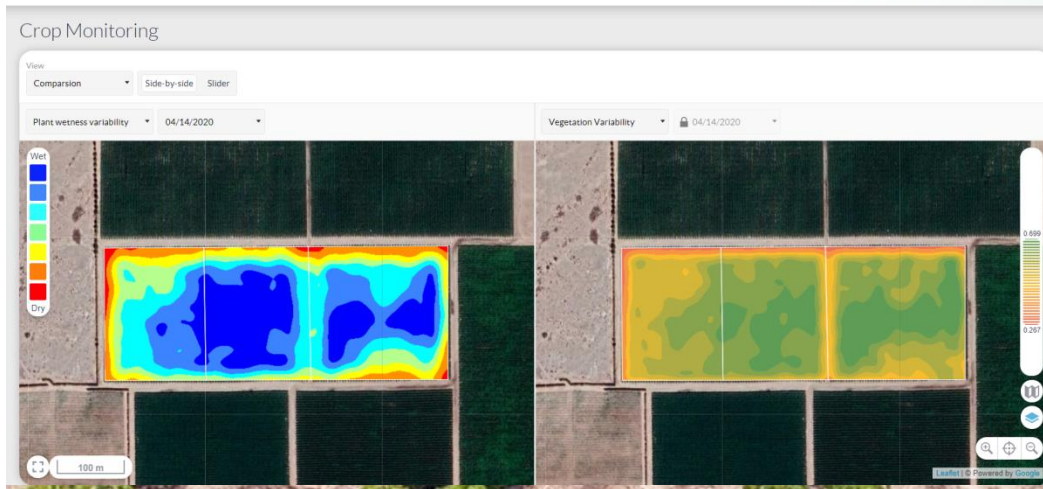 Crop Monitoring
View
Comparsion
Side-by-side
Slider
Plant wetness variability
04/14/2020
Vegetation Variability
04/14/2020
Wet
Dry
0.699
0.267
100 m
Leaflet | © Powered by Google